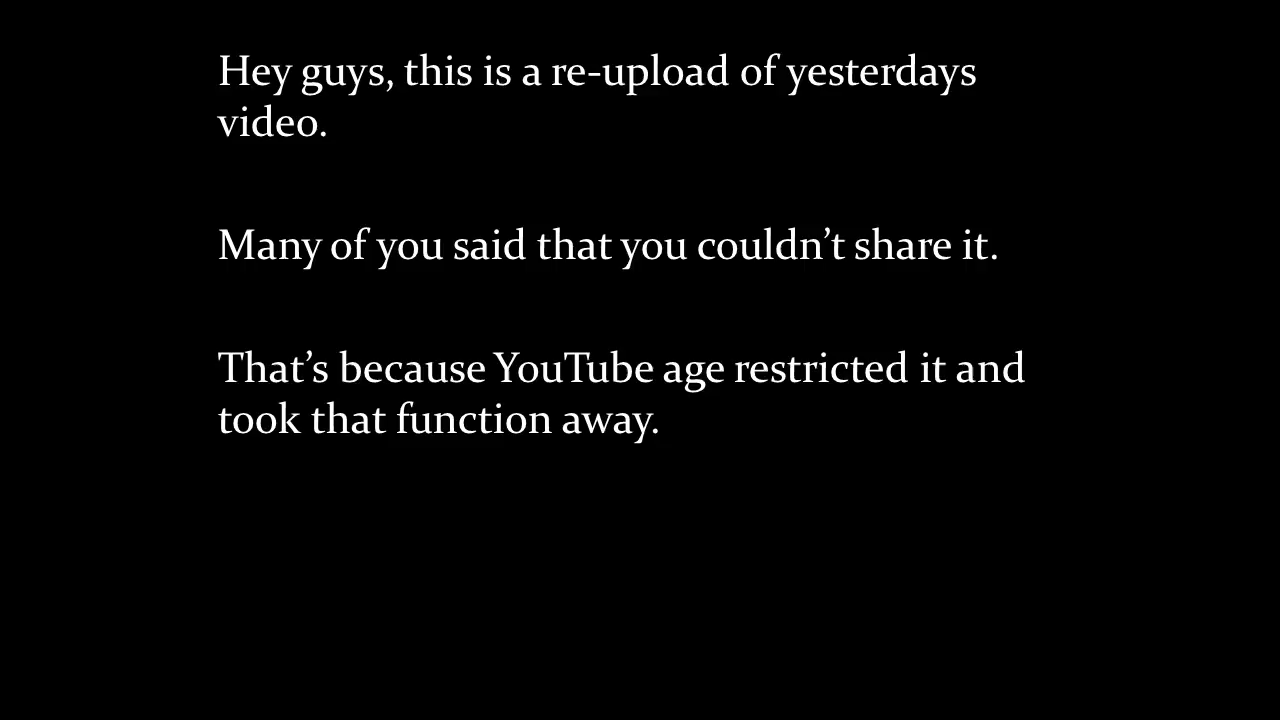 Hey guys, this is a re-upload of yesterdays
video.
Many of you said that you couldn’t share it.
That’s because YouTube age restricted it and
took that function away.